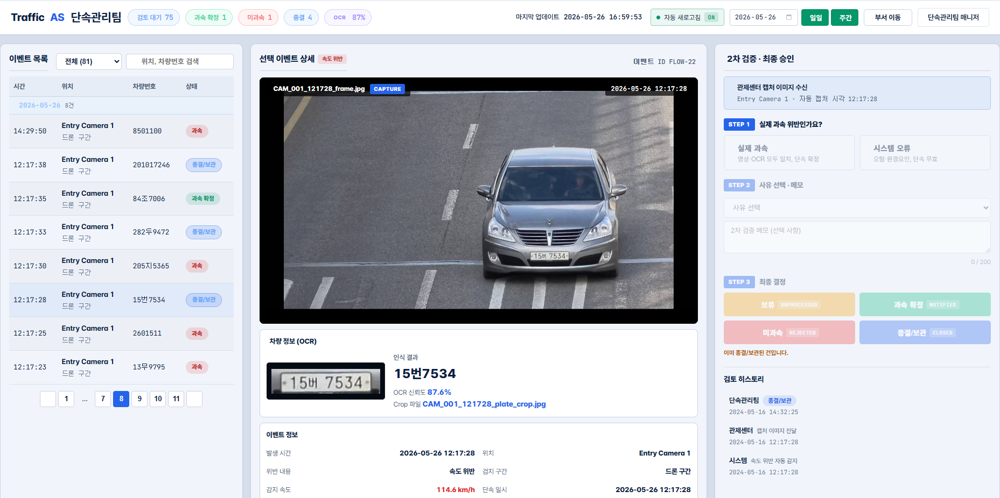 Traffic AS 단속관리팀 검토 대기 75 과속 확정 1 미과속 1 종결 4 OCR 87% 마지막 업데이트 2026-05-26 16:59:53 자동 새로고침 ON 2026-05-26 일일 주간 부서 이동 단속관리팀 매니저
이벤트 목록 전체 (81) 위치, 차량번호 검색
시간 위치 차량번호 상태
2026-05-26 8건
14:29:50 Entry Camera 1 8501100 과속
드론 구간
12:17:38 Entry Camera 1 201017246 종결/보관
드론 구간
12:17:35 Entry Camera 1 84조7006 과속 확정
드론 구간
12:17:33 Entry Camera 1 282두9472 종결/보관
드론 구간
12:17:30 Entry Camera 1 205지5365 과속
드론 구간
12:17:28 Entry Camera 1 15번7534 종결/보관
드론 구간
12:17:25 Entry Camera 1 2601511 과속
드론 구간
12:17:23 Entry Camera 1 13무9795 과속
드론 구간
1 … 7 8 9 10 11
선택 이벤트 상세 속도 위반 이벤트 ID FLOW-22
CAM_001_121728_frame.jpg CAPTURE 2026-05-26 12:17:28
15버 7534
차량 정보 (OCR)
15버 7534
인식 결과
15번7534
OCR 신뢰도 87.6%
Crop 파일 CAM_001_121728_plate_crop.jpg
이벤트 정보
발생 시간 2026-05-26 12:17:28 위치 Entry Camera 1
위반 내용 속도 위반 검지 구간 드론 구간
감지 속도 114.6 km/h 단속 일시 2026-05-26 12:17:28
2차 검증 · 최종 승인
관제센터 캡처 이미지 수신
Entry Camera 1 · 자동 캡처 시각 12:17:28
STEP 1 실제 과속 위반인가요?
실제 과속
영상·OCR 모두 일치, 단속 확정
시스템 오류
오탐·환경요인, 단속 무효
STEP 2 사유 선택 · 메모
사유 선택
2차 검증 메모 (선택 사항)
0 / 200
STEP 3 최종 결정
보류 UNPROCESSED 과속 확정 NOTIFIED
미과속 REJECTED 종결/보관 CLOSED
이미 종결/보관된 건입니다.
검토 히스토리
단속관리팀 종결/보관
2024-05-16 14:32:25
관제센터 캡처 이미지 전달
2024-05-16 12:17:28
시스템 속도 위반 자동 감지
2024-05-16 12:17:28